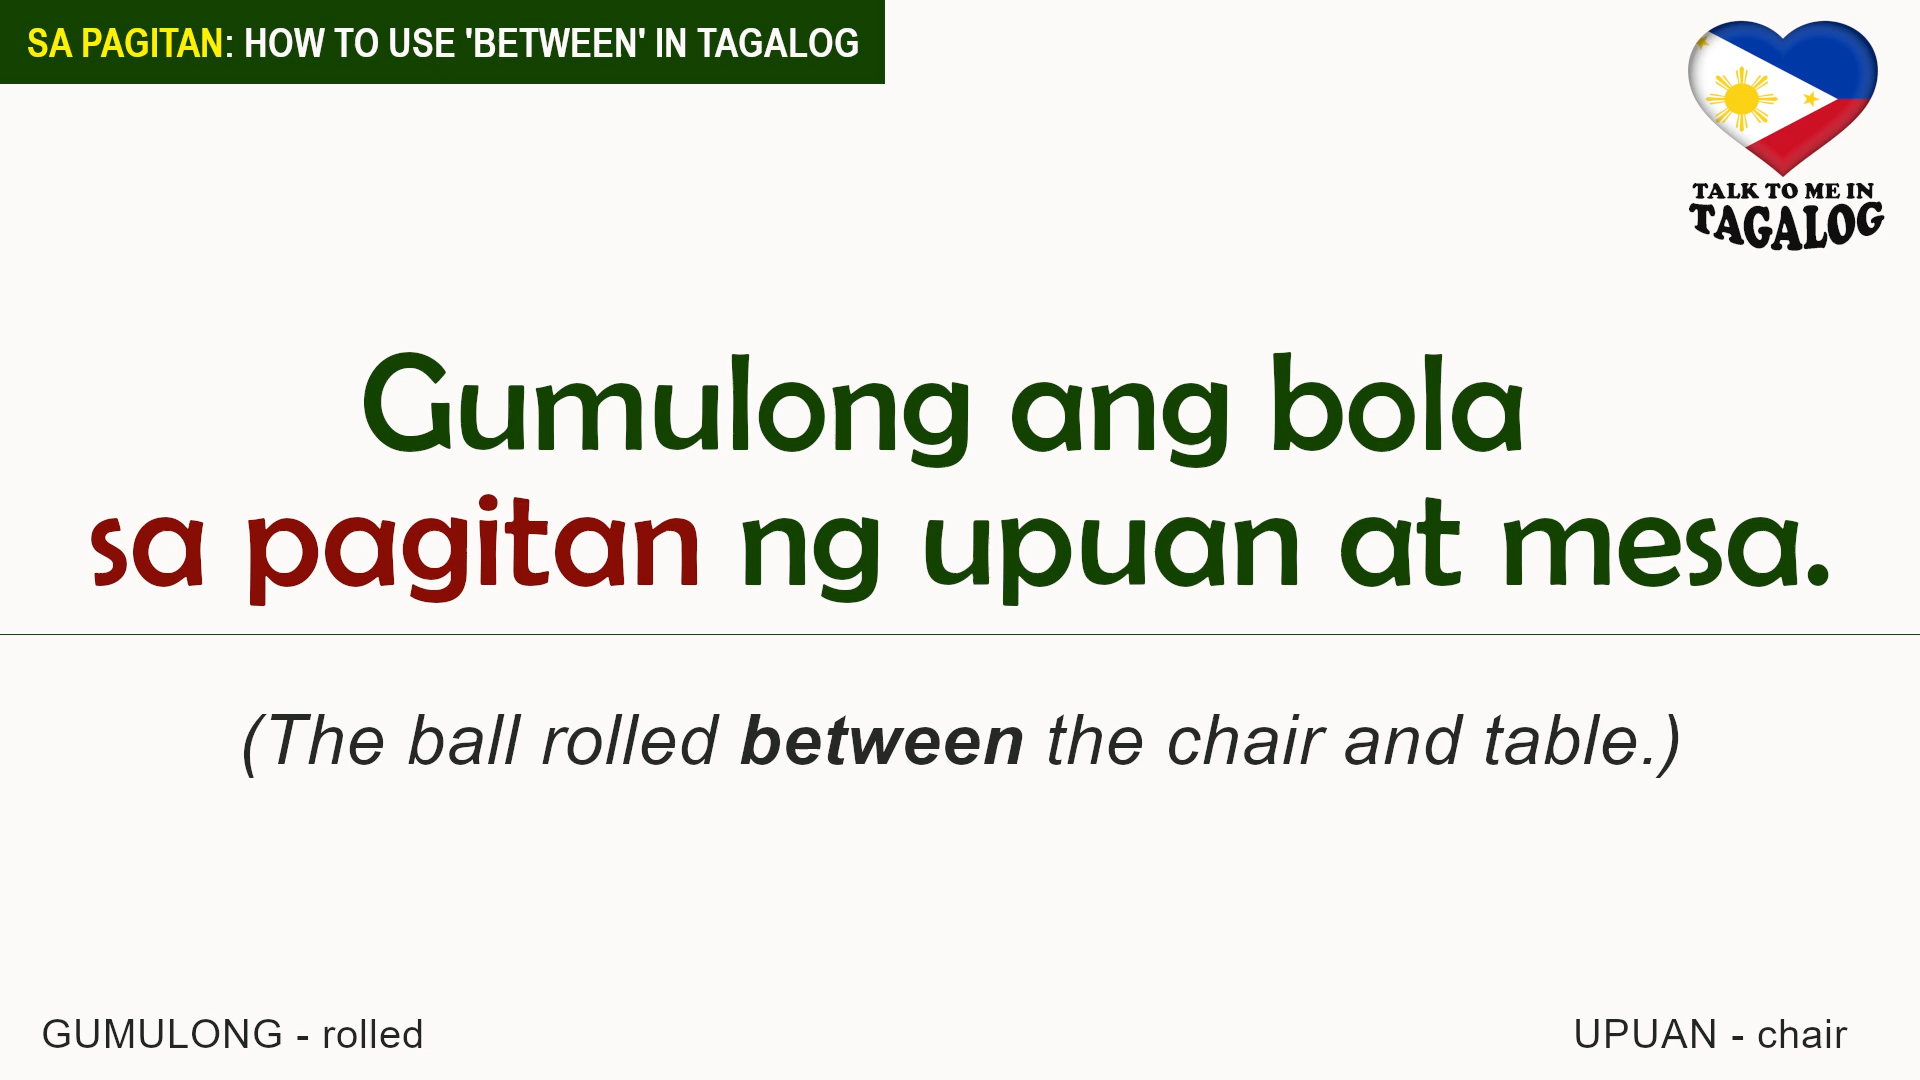 SA PAGITAN: HOW TO USE 'BETWEEN' IN TAGALOG
TALK TO ME IN
TAGALOG
Gumulong ang bola
sa pagitan ng upuan at mesa.
(The ball rolled between the chair and table.)
GUMULONG - rolled
UPUAN - chair